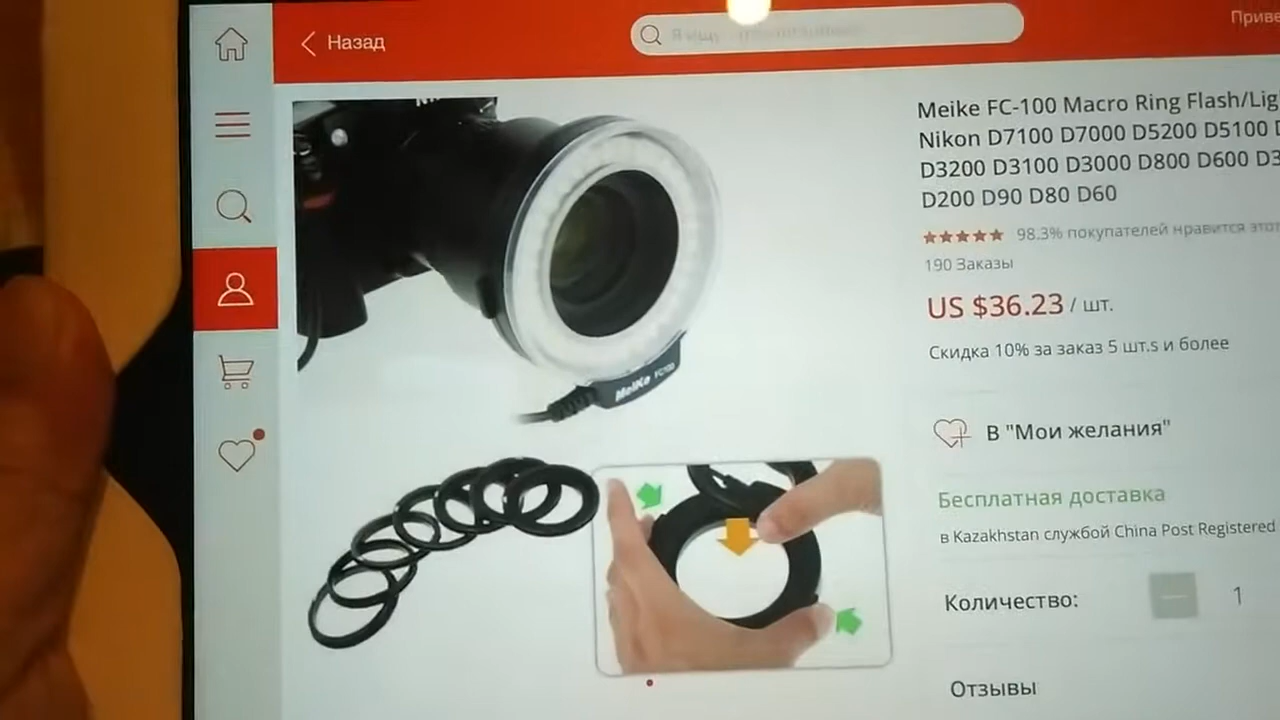 Назад
Приве
Meike FC-100 Macro Ring Flash/Lig
Nikon D7100 D7000 D5200 D5100 D
D3200 D3100 D3000 D800 D600 D3
D200 D90 D80 D60
98.3% покупателей нравится этот
190 Заказы
US $36.23 / шт.
Скидка 10% за заказ 5 шт.s и более
В "Мои желания"
Бесплатная доставка
в Kazakhstan службой China Post Registered
Количество:
1
Отзывы
Meike FC100